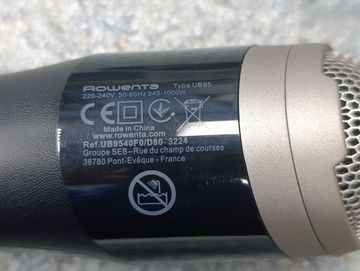 Rowenta Type UB95
220-240V 50-60Hz 840-1000W
CE
Made in China
www.rowenta.com
Ref.UB9540F0/D80-3224
Groupe SEB-Rue du champ de courses
38780 Pont-Evêque - France